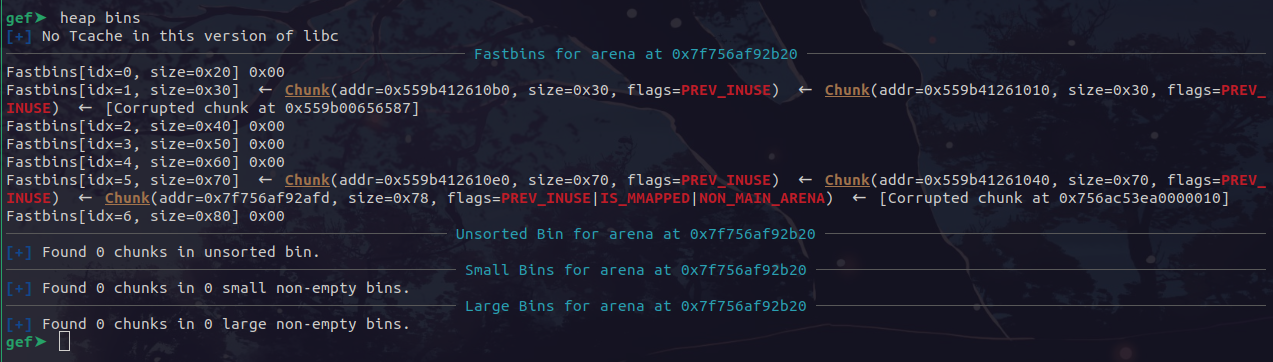 gef➤  heap bins
[+] No Tcache in this version of libc
Fastbins for arena at 0x7f756af92b20
Fastbins[idx=0, size=0x20] 0x00
Fastbins[idx=1, size=0x30]  ←  Chunk(addr=0x559b412610b0, size=0x30, flags=PREV_INUSE)  ←  Chunk(addr=0x559b41261010, size=0x30, flags=PREV_
INUSE)  ←  [Corrupted chunk at 0x559b00656587]
Fastbins[idx=2, size=0x40] 0x00
Fastbins[idx=3, size=0x50] 0x00
Fastbins[idx=4, size=0x60] 0x00
Fastbins[idx=5, size=0x70]  ←  Chunk(addr=0x559b412610e0, size=0x70, flags=PREV_INUSE)  ←  Chunk(addr=0x559b41261040, size=0x70, flags=PREV_
INUSE)  ←  Chunk(addr=0x7f756af92afd, size=0x78, flags=PREV_INUSE|IS_MMAPPED|NON_MAIN_ARENA)  ←  [Corrupted chunk at 0x756ac53ea0000010]
Fastbins[idx=6, size=0x80] 0x00
Unsorted Bin for arena at 0x7f756af92b20
[+] Found 0 chunks in unsorted bin.
Small Bins for arena at 0x7f756af92b20
[+] Found 0 chunks in 0 small non-empty bins.
Large Bins for arena at 0x7f756af92b20
[+] Found 0 chunks in 0 large non-empty bins.
gef➤